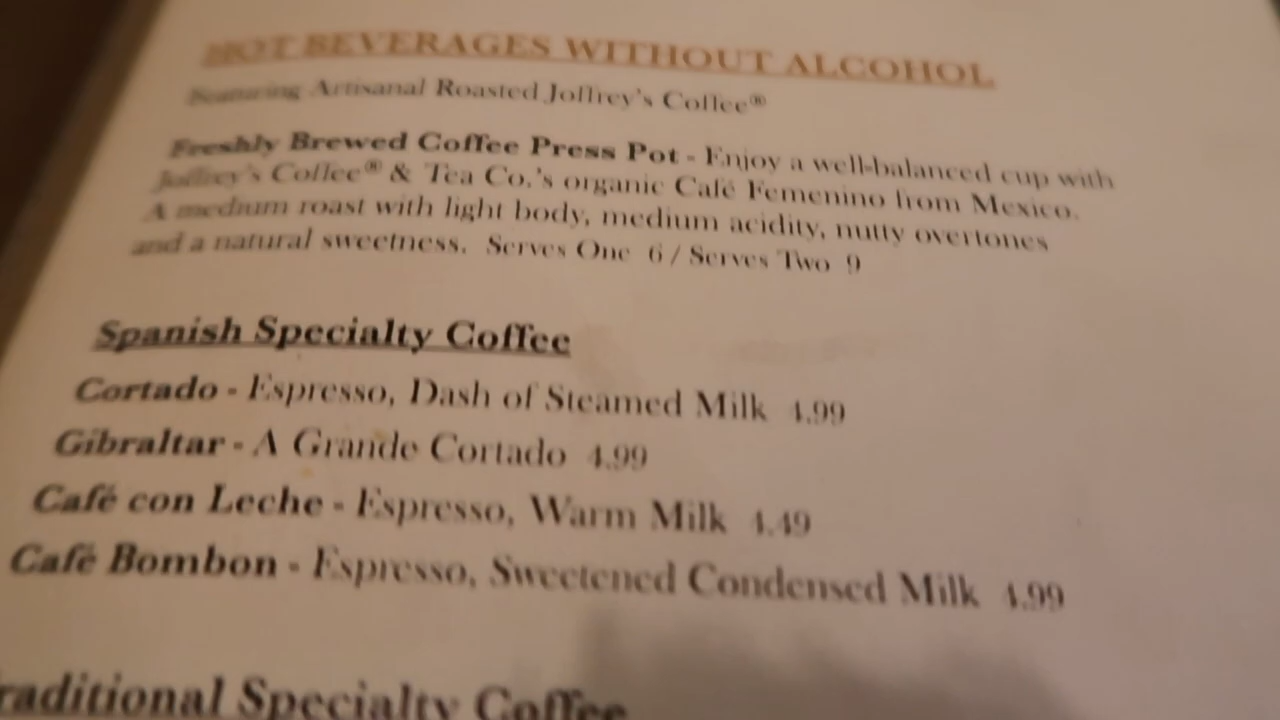 HOT BEVERAGES WITHOUT ALCOHOL
Featuring Artisanal Roasted Joffrey's Coffee®
Freshly Brewed Coffee Press Pot - Enjoy a well-balanced cup with
Joffrey's Coffee® & Tea Co.'s organic Café Femenino from Mexico.
A medium roast with light body, medium acidity, nutty overtones
and a natural sweetness. Serves One 6 / Serves Two 9
Spanish Specialty Coffee
Cortado - Espresso, Dash of Steamed Milk 4.99
Gibraltar - A Grande Cortado 4.99
Café con Leche - Espresso, Warm Milk 4.49
Café Bombon - Espresso, Sweetened Condensed Milk 4.99
raditional Specialty Coffee